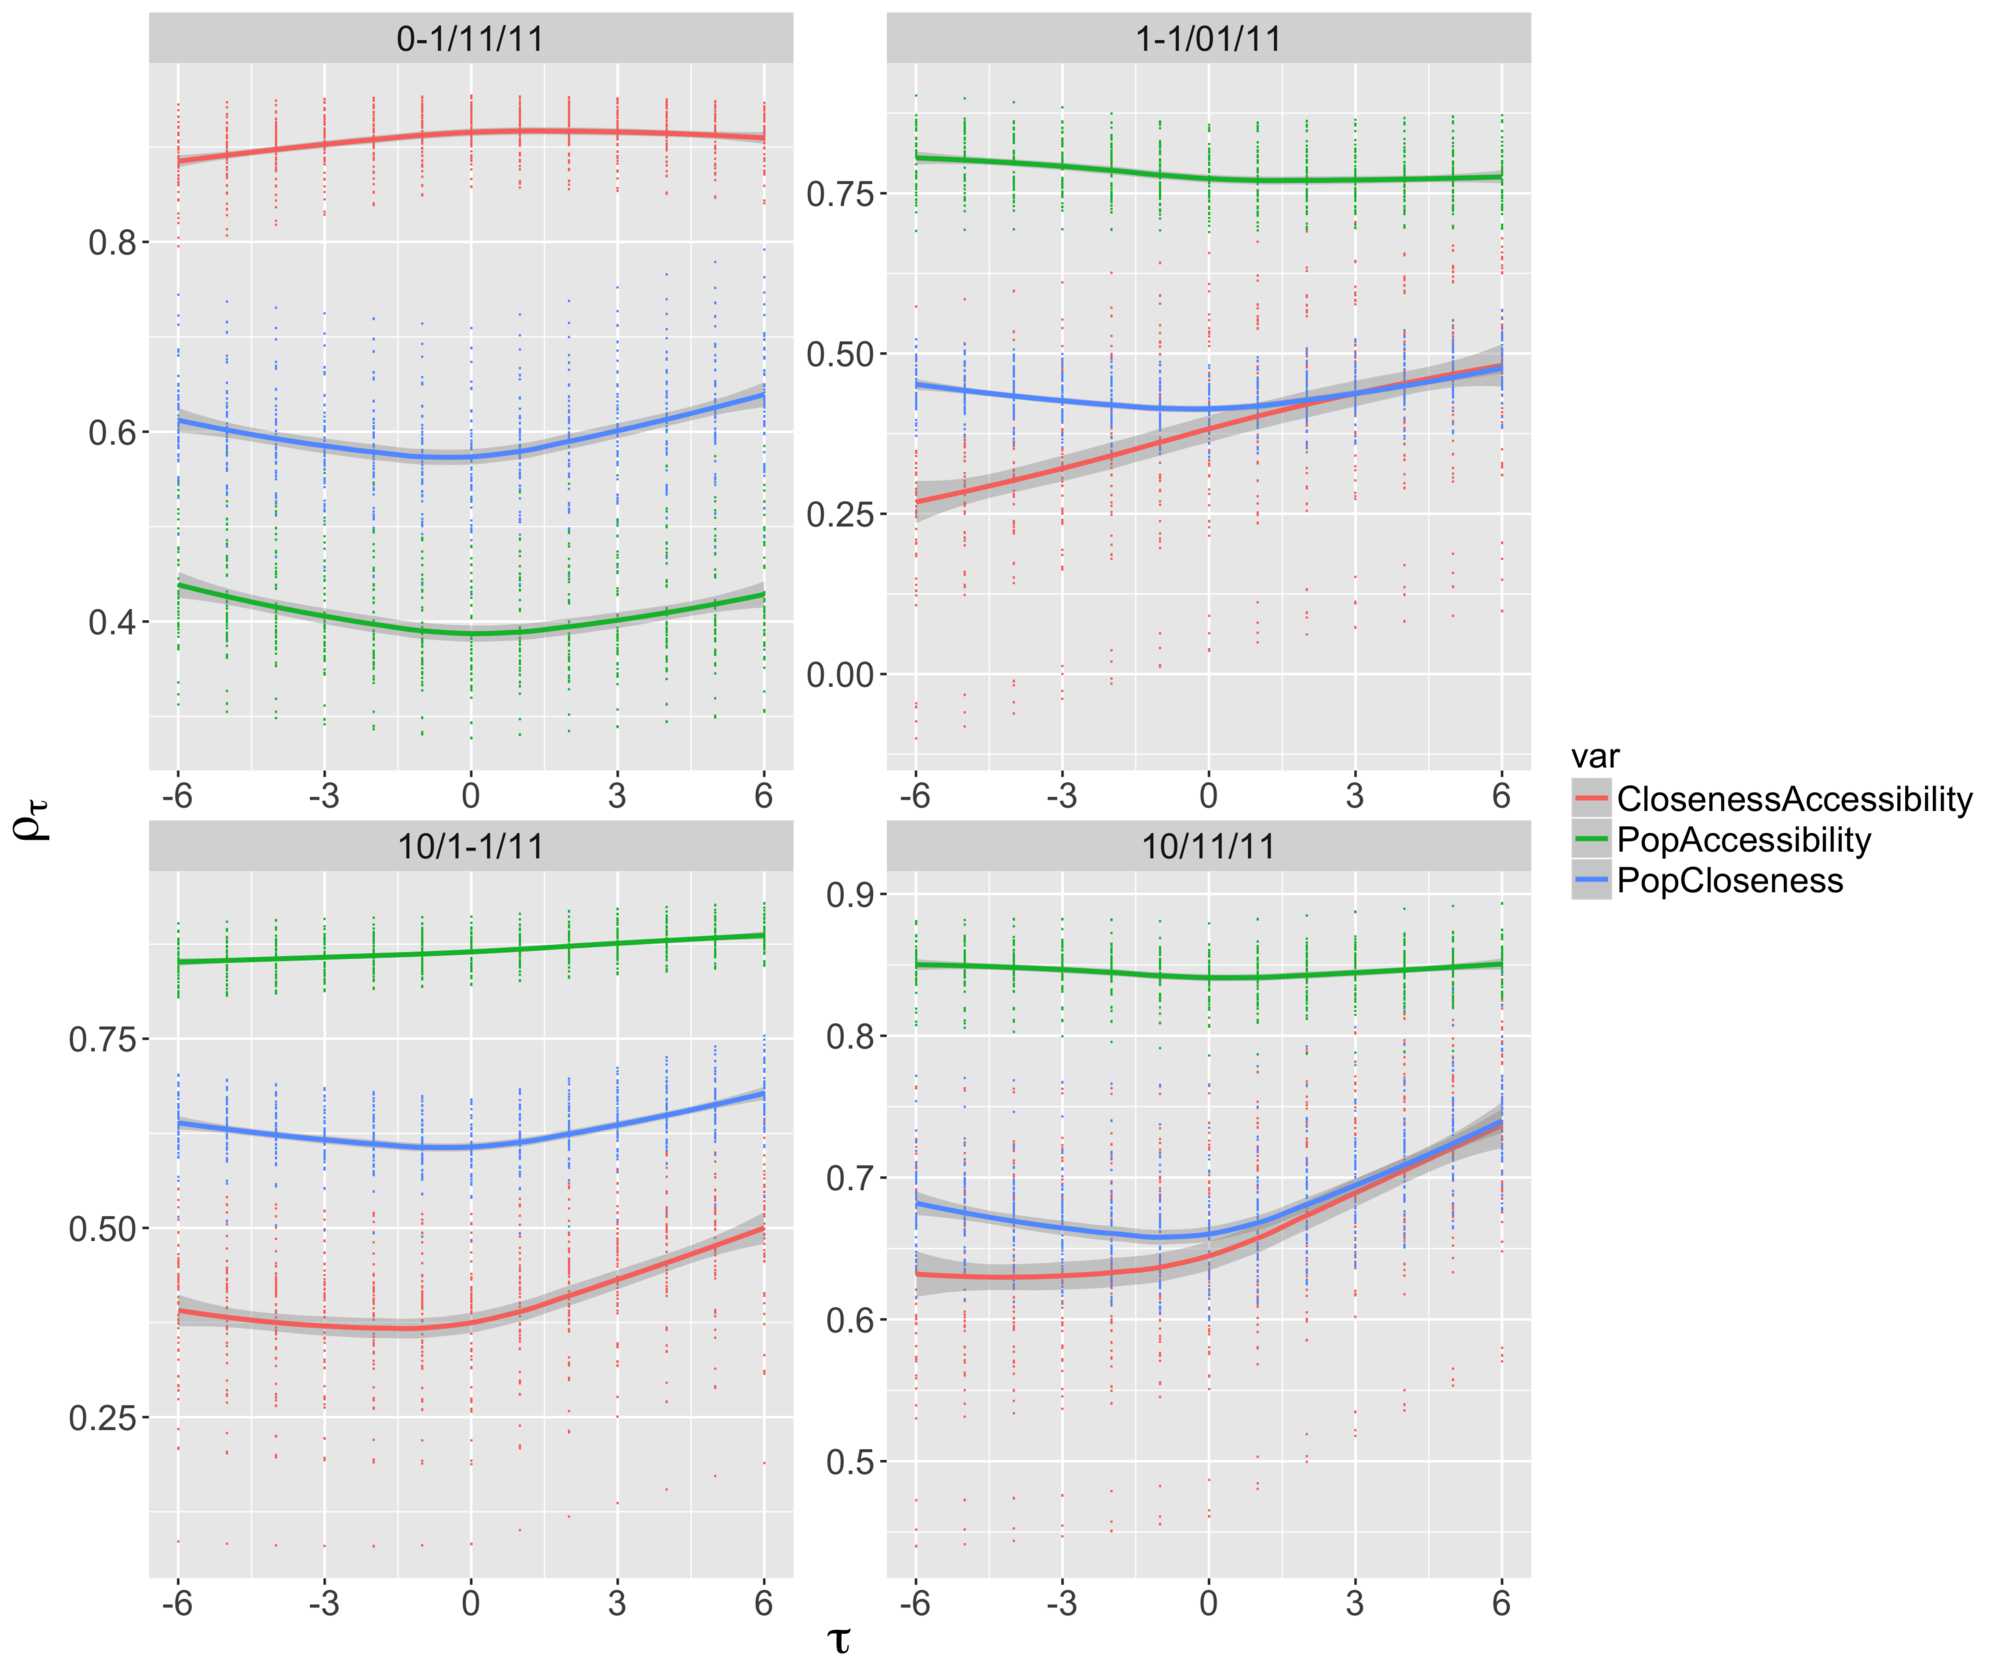 0-1/11/11
1-1/01/11
0.8
0.6
0.4
0.75
0.50
0.25
0.00
-6 -3 0 3 6
-6 -3 0 3 6
ρτ
10/1-1/11
10/11/11
0.75
0.50
0.25
0.9
0.8
0.7
0.6
0.5
-6 -3 0 3 6
-6 -3 0 3 6
τ
var
ClosenessAccessibility
PopAccessibility
PopCloseness